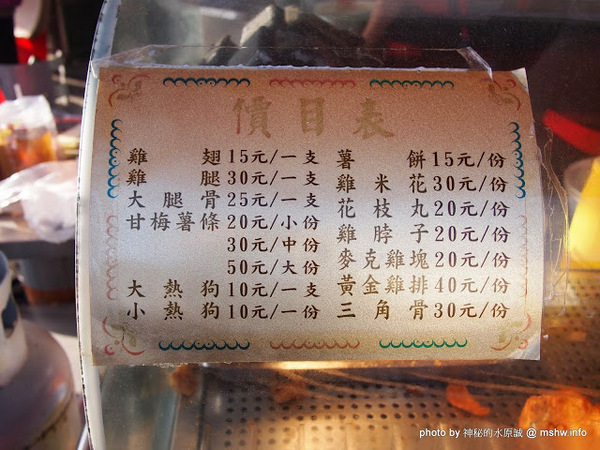 價目表
雞翅15元/一支
雞腿30元/一支
大腿骨25元/一支
甘梅薯條20元/小份
30元/中份
50元/大份
大熱狗10元/一支
小熱狗10元/一份
薯餅15元/份
雞米花30元/份
花枝丸20元/份
雞脖子20元/份
麥克雞塊20元/份
黃金雞排40元/份
三角骨30元/份
photo by 神秘的水原誠 @ mshw.info